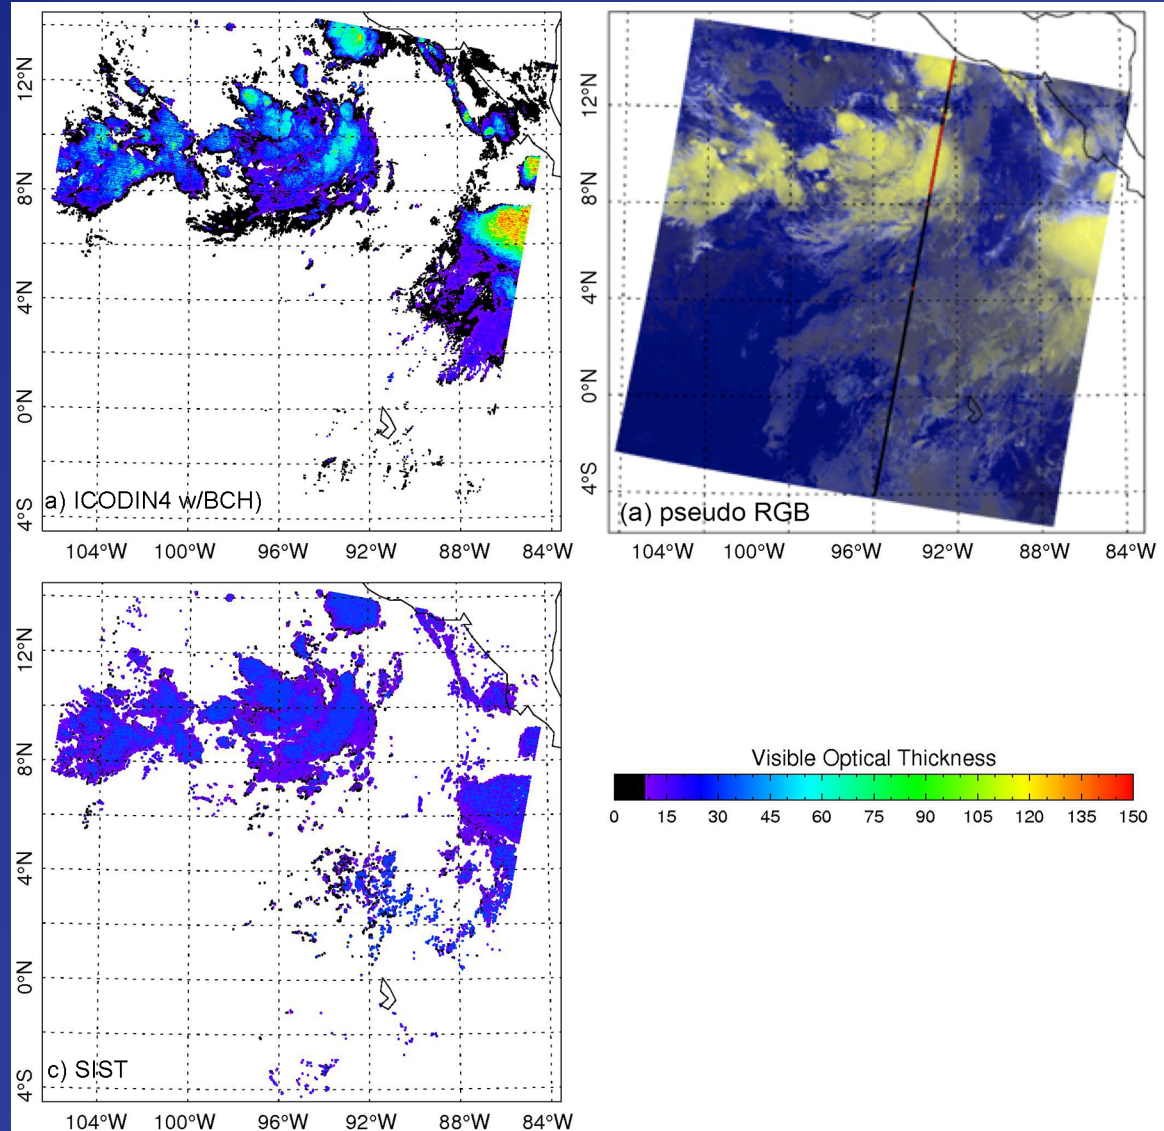 12°N
8°N
4°N
0°N
4°S
a) ICODIN4 w/BCH)
104°W 100°W 96°W 92°W 88°W 84°W
12°N
8°N
4°N
0°N
4°S
(a) pseudo RGB
104°W 100°W 96°W 92°W 88°W 84°W
12°N
8°N
4°N
0°N
4°S
c) SIST
104°W 100°W 96°W 92°W 88°W 84°W
Visible Optical Thickness
0 15 30 45 60 75 90 105 120 135 150